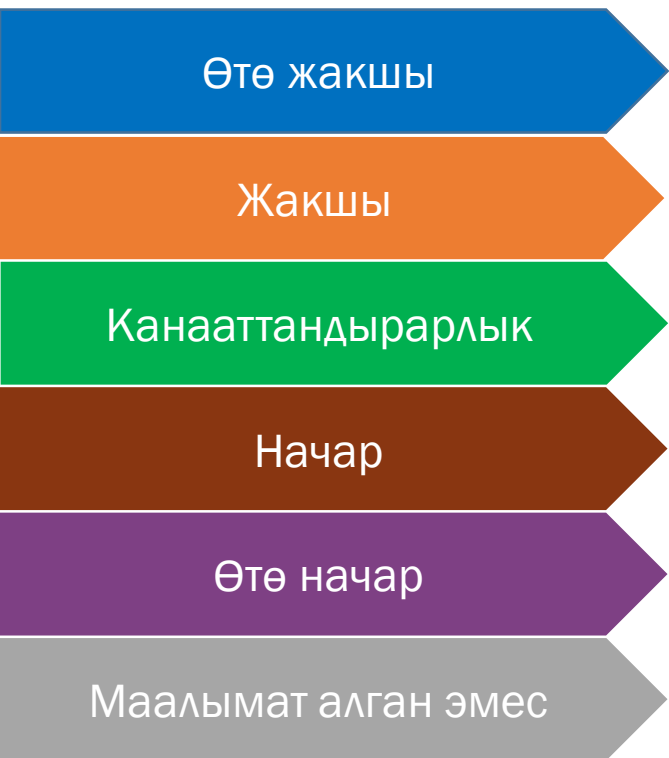 Өтө жакшы
Жакшы
Канааттандырарлык
Начар
Өтө начар
Маалымат алган эмес